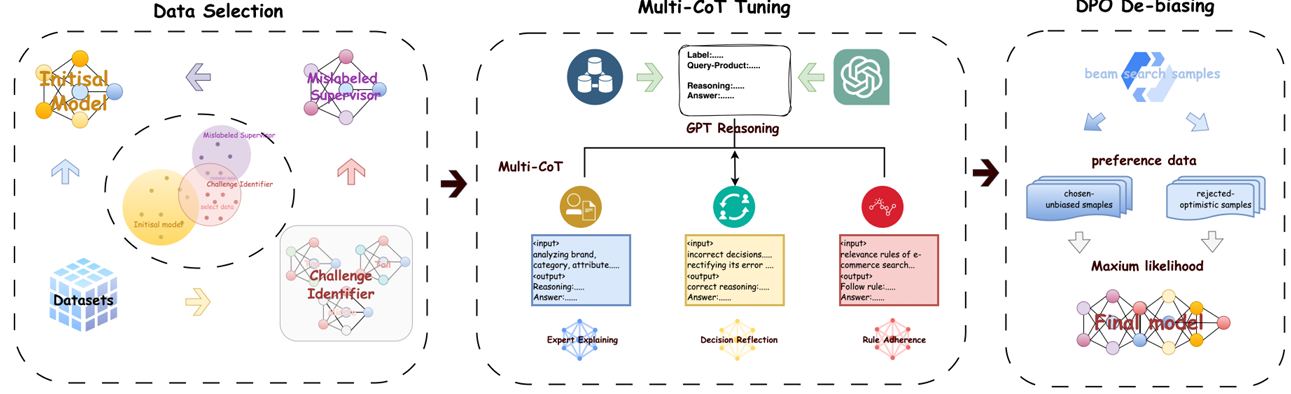 Data Selection
Initisal
Model
Mislabeled
Supervisor
Mislabeled Supervisor
Challenge Identifier
select data
Initisal model
Datasets
Challenge
Identifier
Multi-CoT Tuning
Label:.....
Query-Product:.....
Reasoning:.....
Answer:......
GPT Reasoning
Multi-CoT
<input>
analyzing brand,
category, attribute.....
<output>
Reasoning:.....
Answer:......
<input>
incorrect decisions.....
rectifying its error ....
<output>
correct reasoning:.....
Answer:......
<input>
relevance rules of e-
commerce search...
<output>
Follow rule:.....
Answer:......
Expert Explaining
Decision Reflection
Rule Adherence
DPO De-biasing
beam search samples
preference data
chosen-
unbiased smaples
rejected-
optimistic samples
Maxium likelihood
Final model